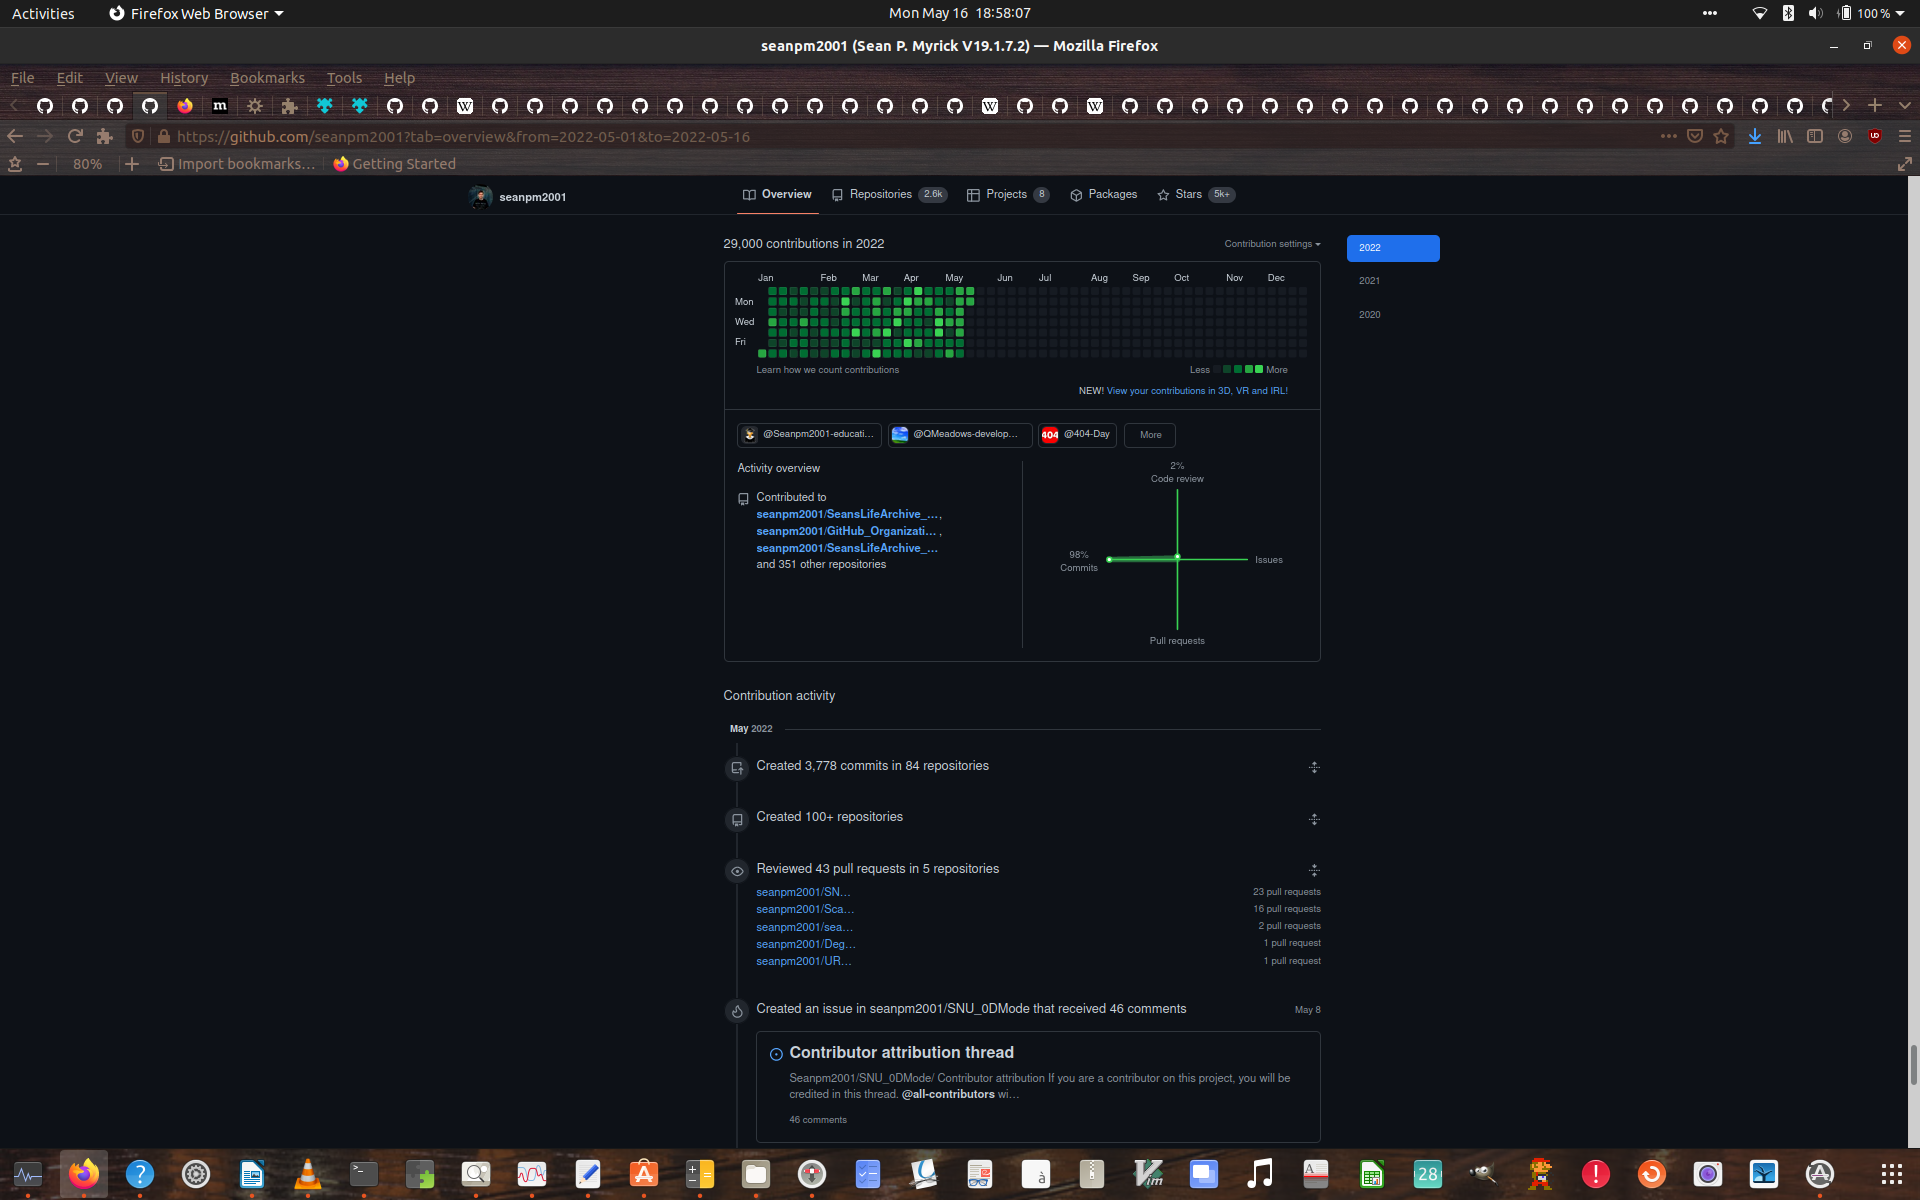 Activities
Firefox Web Browser
Mon May 16 18:58:07
100 %
seanpm2001 (Sean P. Myrick V19.1.7.2) — Mozilla Firefox
File Edit View History Bookmarks Tools Help
https://github.com/seanpm2001?tab=overview&from=2022-05-01&to=2022-05-16
80%
Import bookmarks...
Getting Started
seanpm2001
Overview
Repositories 2.6k
Projects 8
Packages
Stars 5k+
29,000 contributions in 2022
Contribution settings
2022
2021
2020
Jan Feb Mar Apr May Jun Jul Aug Sep Oct Nov Dec
Mon
Wed
Fri
Learn how we count contributions
Less More
NEW! View your contributions in 3D, VR and IRL!
@Seanpm2001-educati...
@QMeadows-develop...
404 @404-Day
More
Activity overview
Contributed to
seanpm2001/SeansLifeArchive_... ,
seanpm2001/GitHub_Organizati... ,
seanpm2001/SeansLifeArchive_...
and 351 other repositories
2%
Code review
98%
Commits
Issues
Pull requests
Contribution activity
May 2022
Created 3,778 commits in 84 repositories
Created 100+ repositories
Reviewed 43 pull requests in 5 repositories
seanpm2001/SN... 23 pull requests
seanpm2001/Sca... 16 pull requests
seanpm2001/sea... 2 pull requests
seanpm2001/Deg... 1 pull request
seanpm2001/UR... 1 pull request
Created an issue in seanpm2001/SNU_0DMode that received 46 comments
May 8
Contributor attribution thread
Seanpm2001/SNU_0DMode/ Contributor attribution If you are a contributor on this project, you will be
credited in this thread. @all-contributors wi...
46 comments
28